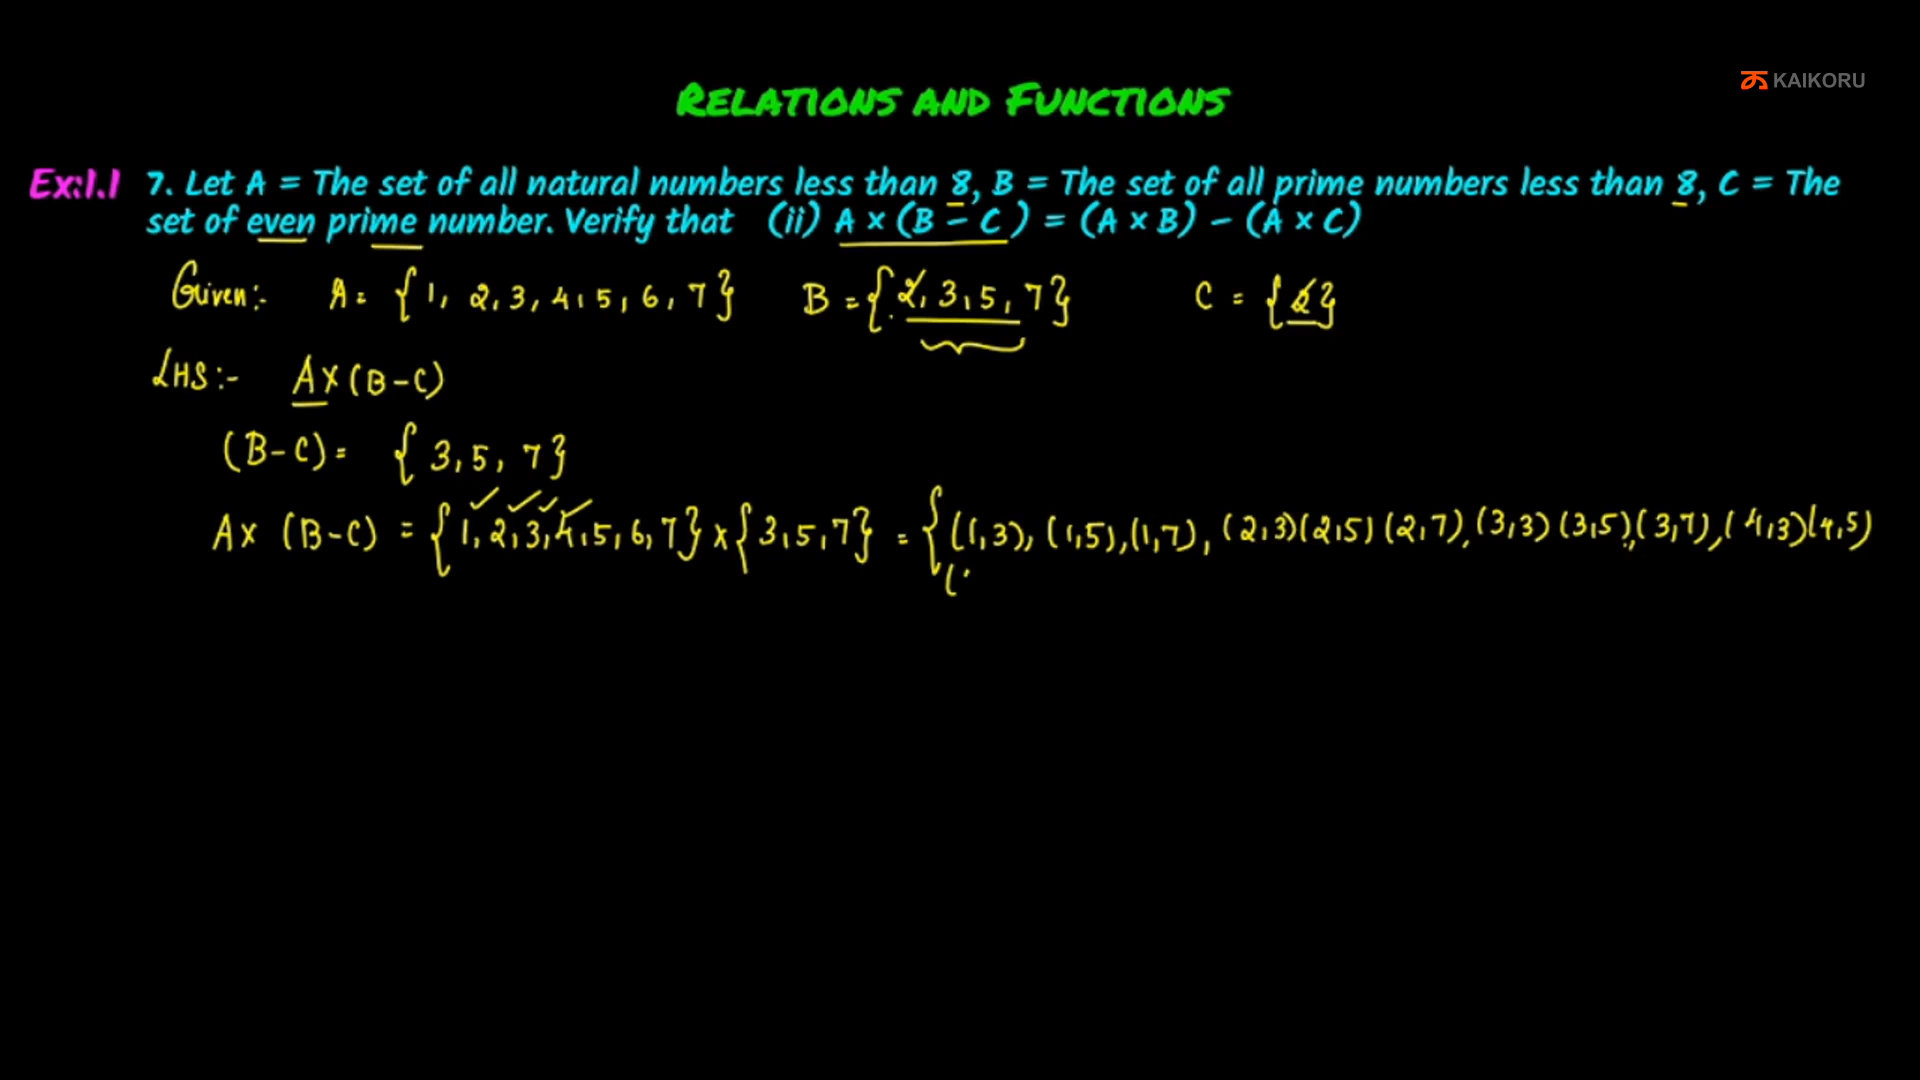 KAIKORU
RELATIONS AND FUNCTIONS
Ex:1.1 7. Let A = The set of all natural numbers less than 8, B = The set of all prime numbers less than 8, C = The
set of even prime number. Verify that (ii) A × (B − C ) = (A × B) − (A × C)
Given:- A = {1, 2, 3, 4, 5, 6, 7} B = {2, 3, 5, 7} C = {2}
LHS:- A×(B-C)
(B-C) = {3, 5, 7}
A× (B-C) = {1, 2, 3, 4, 5, 6, 7} × {3, 5, 7} = {(1,3), (1,5), (1,7), (2,3) (2,5) (2,7), (3,3) (3,5), (3,7), (4,3) (4,5)
(